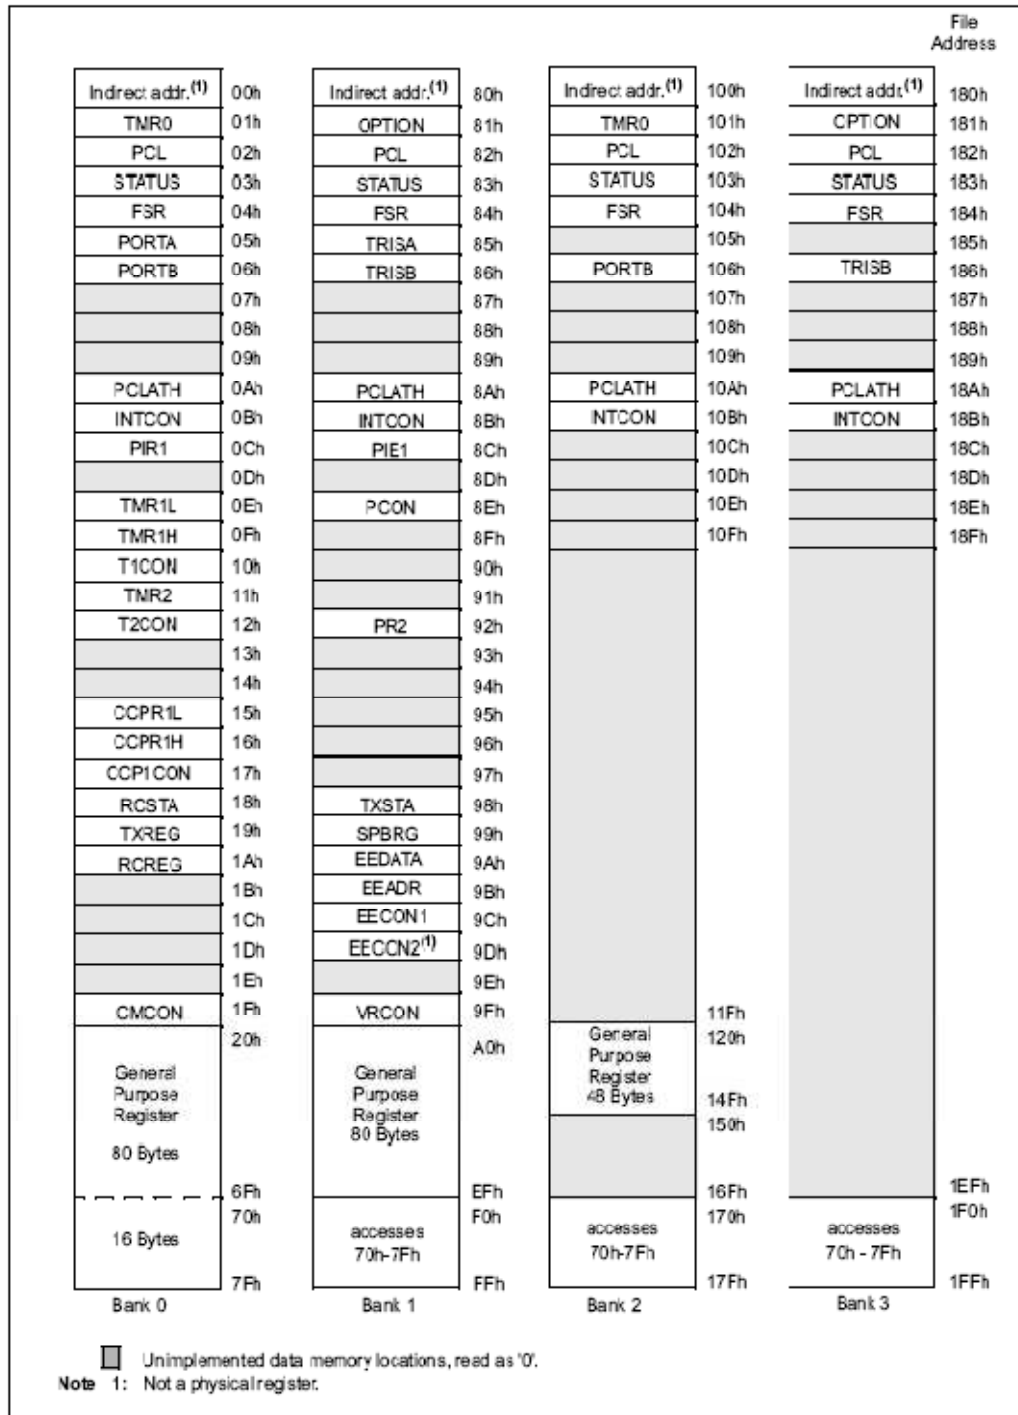 File
Address
Indirect addr.(1) 00h Indirect addr.(1) 80h Indirect addr.(1) 100h Indirect addr.(1) 180h
TMR0 01h OPTION 81h TMR0 101h OPTION 181h
PCL 02h PCL 82h PCL 102h PCL 182h
STATUS 03h STATUS 83h STATUS 103h STATUS 183h
FSR 04h FSR 84h FSR 104h FSR 184h
PORTA 05h TRISA 85h 105h 185h
PORTB 06h TRISB 86h PORTB 106h TRISB 186h
07h 87h 107h 187h
08h 88h 108h 188h
09h 89h 109h 189h
PCLATH 0Ah PCLATH 8Ah PCLATH 10Ah PCLATH 18Ah
INTCON 0Bh INTCON 8Bh INTCON 10Bh INTCON 18Bh
PIR1 0Ch PIE1 8Ch 10Ch 18Ch
0Dh 8Dh 10Dh 18Dh
TMR1L 0Eh PCON 8Eh 10Eh 18Eh
TMR1H 0Fh 8Fh 10Fh 18Fh
T1CON 10h 90h
TMR2 11h 91h
T2CON 12h PR2 92h
13h 93h
14h 94h
CCPR1L 15h 95h
CCPR1H 16h 96h
CCP1CON 17h 97h
RCSTA 18h TXSTA 98h
TXREG 19h SPBRG 99h
RCREG 1Ah EEDATA 9Ah
1Bh EEADR 9Bh
1Ch EECON1 9Ch
1Dh EECON2(1) 9Dh
1Eh 9Eh
CMCON 1Fh VRCON 9Fh 11Fh
20h A0h General 120h
General General Purpose
Purpose Purpose Register
Register Register 48 Bytes 14Fh
80 Bytes 80 Bytes 150h
6Fh EFh 16Fh 1EFh
70h F0h 170h 1F0h
16 Bytes accesses accesses accesses
70h-7Fh 70h-7Fh 70h - 7Fh
7Fh FFh 17Fh 1FFh
Bank 0 Bank 1 Bank 2 Bank 3
Unimplemented data memory locations, read as '0'.
Note 1: Not a physical register.